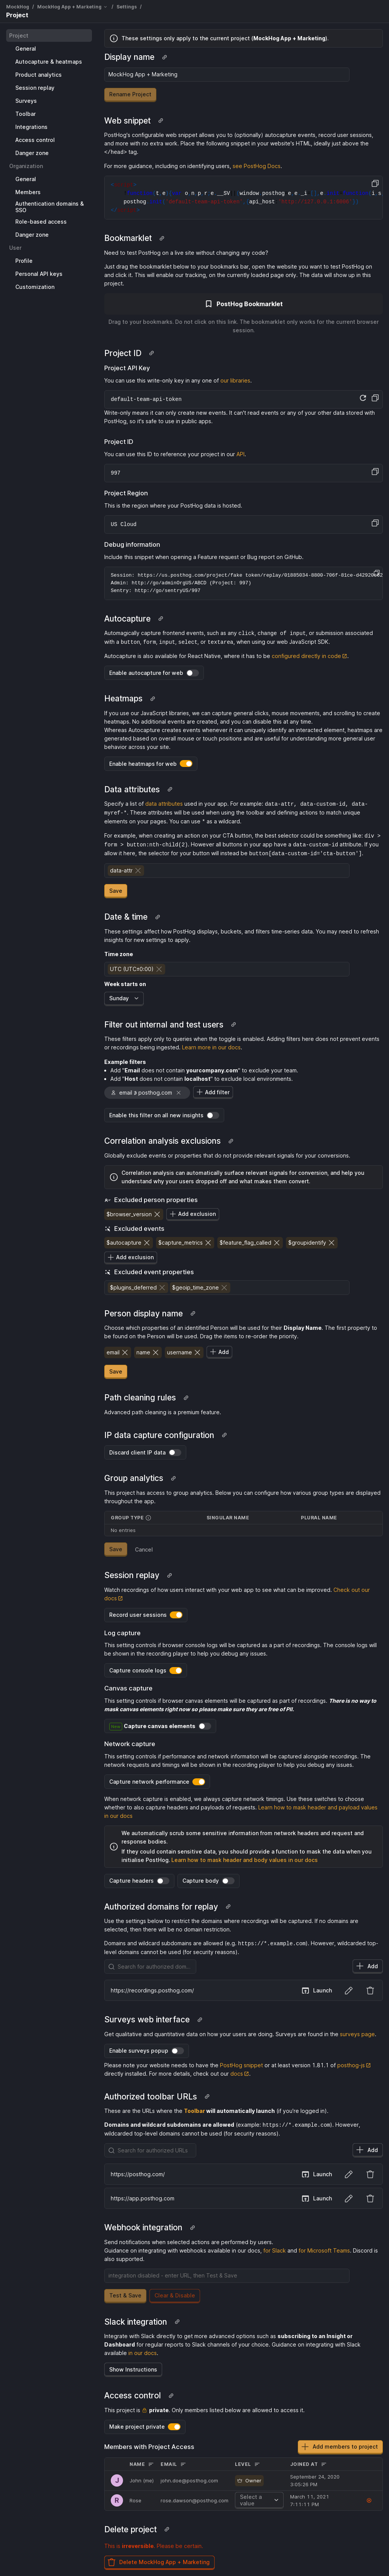 MockHog / MockHog App + Marketing / Settings /
Project
Project
General
Autocapture & heatmaps
Product analytics
Session replay
Surveys
Toolbar
Integrations
Access control
Danger zone
Organization
General
Members
Authentication domains &
SSO
Role-based access
Danger zone
User
Profile
Personal API keys
Customization
These settings only apply to the current project (MockHog App + Marketing).
Display name
MockHog App + Marketing
Rename Project
Web snippet
PostHog's configurable web snippet allows you to (optionally) autocapture events, record user sessions,
and more with no extra work. Place the following snippet in your website's HTML, ideally just above the
</head> tag.
For more guidance, including on identifying users, see PostHog Docs.
Bookmarklet
Need to test PostHog on a live site without changing any code?
Just drag the bookmarklet below to your bookmarks bar, open the website you want to test PostHog on
and click it. This will enable our tracking, on the currently loaded page only. The data will show up in this
project.
PostHog Bookmarklet
Drag to your bookmarks. Do not click on this link. The bookmarklet only works for the current browser
session.
Project ID
Project API Key
You can use this write-only key in any one of our libraries.
default-team-api-token
Write-only means it can only create new events. It can't read events or any of your other data stored with
PostHog, so it's safe to use in public apps.
Project ID
You can use this ID to reference your project in our API.
997
Project Region
This is the region where your PostHog data is hosted.
US Cloud
Debug information
Include this snippet when opening a Feature request or Bug report on GitHub.
Admin: http://go/adminOrgUS/ABCD (Project: 997)
Sentry: http://go/sentryUS/997
Autocapture
Automagically capture frontend events, such as any click, change of input, or submission associated
with a button, form, input, select, or textarea, when using our web JavaScript SDK.
Autocapture is also available for React Native, where it has to be configured directly in code.
Enable autocapture for web
Heatmaps
If you use our JavaScript libraries, we can capture general clicks, mouse movements, and scrolling to create
heatmaps. No additional events are created, and you can disable this at any time.
Whereas Autocapture creates events whenever it can uniquely identify an interacted element, heatmaps are
generated based on overall mouse or touch positions and are useful for understanding more general user
behavior across your site.
Enable heatmaps for web
Data attributes
Specify a list of data attributes used in your app. For example: data-attr, data-custom-id, data-
myref-*. These attributes will be used when using the toolbar and defining actions to match unique
elements on your pages. You can use * as a wildcard.
For example, when creating an action on your CTA button, the best selector could be something like: div >
form > button:nth-child(2). However all buttons in your app have a data-custom-id attribute. If you
allow it here, the selector for your button will instead be button[data-custom-id='cta-button'].
data-attr
Save
Date & time
These settings affect how PostHog displays, buckets, and filters time-series data. You may need to refresh
insights for new settings to apply.
Time zone
UTC (UTC±0:00)
Week starts on
Sunday
Filter out internal and test users
These filters apply only to queries when the toggle is enabled. Adding filters here does not prevent events
or recordings being ingested. Learn more in our docs.
Example filters
• Add "Email does not contain yourcompany.com" to exclude your team.
• Add "Host does not contain localhost" to exclude local environments.
email ∌ posthog.com
Add filter
Enable this filter on all new insights
Correlation analysis exclusions
Globally exclude events or properties that do not provide relevant signals for your conversions.
Correlation analysis can automatically surface relevant signals for conversion, and help you
understand why your users dropped off and what makes them convert.
Excluded person properties
$browser_version
Add exclusion
Excluded events
$autocapture $capture_metrics $feature_flag_called $groupidentify
Add exclusion
Excluded event properties
$plugins_deferred $geoip_time_zone
Person display name
Choose which properties of an identified Person will be used for their Display Name. The first property to
be found on the Person will be used. Drag the items to re-order the priority.
email name username Add
Save
Path cleaning rules
Advanced path cleaning is a premium feature.
IP data capture configuration
Discard client IP data
Group analytics
This project has access to group analytics. Below you can configure how various group types are displayed
throughout the app.
GROUP TYPE SINGULAR NAME PLURAL NAME
No entries
Save Cancel
Session replay
Watch recordings of how users interact with your web app to see what can be improved. Check out our
docs
Record user sessions
Log capture
This setting controls if browser console logs will be captured as a part of recordings. The console logs will
be shown in the recording player to help you debug any issues.
Capture console logs
Canvas capture
This setting controls if browser canvas elements will be captured as part of recordings. There is no way to
mask canvas elements right now so please make sure they are free of PII.
Capture canvas elements
Network capture
This setting controls if performance and network information will be captured alongside recordings. The
network requests and timings will be shown in the recording player to help you debug any issues.
Capture network performance
When network capture is enabled, we always capture network timings. Use these switches to choose
whether to also capture headers and payloads of requests. Learn how to mask header and payload values
in our docs
We automatically scrub some sensitive information from network headers and request and
response bodies.
If they could contain sensitive data, you should provide a function to mask the data when you
initialise PostHog. Learn how to mask header and body values in our docs
Capture headers Capture body
Authorized domains for replay
Use the settings below to restrict the domains where recordings will be captured. If no domains are
selected, then there will be no domain restriction.
Domains and wildcard subdomains are allowed (e.g. https://*.example.com). However, wildcarded top-
level domains cannot be used (for security reasons).
Search for authorized dom...
Add
https://recordings.posthog.com/
Launch
Surveys web interface
Get qualitative and quantitative data on how your users are doing. Surveys are found in the surveys page.
Enable surveys popup
Please note your website needs to have the PostHog snippet or at least version 1.81.1 of posthog-js
directly installed. For more details, check out our docs.
Authorized toolbar URLs
These are the URLs where the Toolbar will automatically launch (if you're logged in).
Domains and wildcard subdomains are allowed (example: https://*.example.com). However,
wildcarded top-level domains cannot be used (for security reasons).
Search for authorized URLs
Add
https://posthog.com/
Launch
https://app.posthog.com
Launch
Webhook integration
Send notifications when selected actions are performed by users.
Guidance on integrating with webhooks available in our docs, for Slack and for Microsoft Teams. Discord is
also supported.
integration disabled - enter URL, then Test & Save
Test & Save Clear & Disable
Slack integration
Integrate with Slack directly to get more advanced options such as subscribing to an Insight or
Dashboard for regular reports to Slack channels of your choice. Guidance on integrating with Slack
available in our docs.
Show Instructions
Access control
This project is private. Only members listed below are allowed to access it.
Make project private
Members with Project Access
Add members to project
NAME EMAIL LEVEL JOINED AT
J John (me) john.doe@posthog.com Owner September 24, 2020
3:05:26 PM
R Rose rose.dawson@posthog.com Select a
value
March 11, 2021
7:11:11 PM
Delete project
This is irreversible. Please be certain.
Delete MockHog App + Marketing